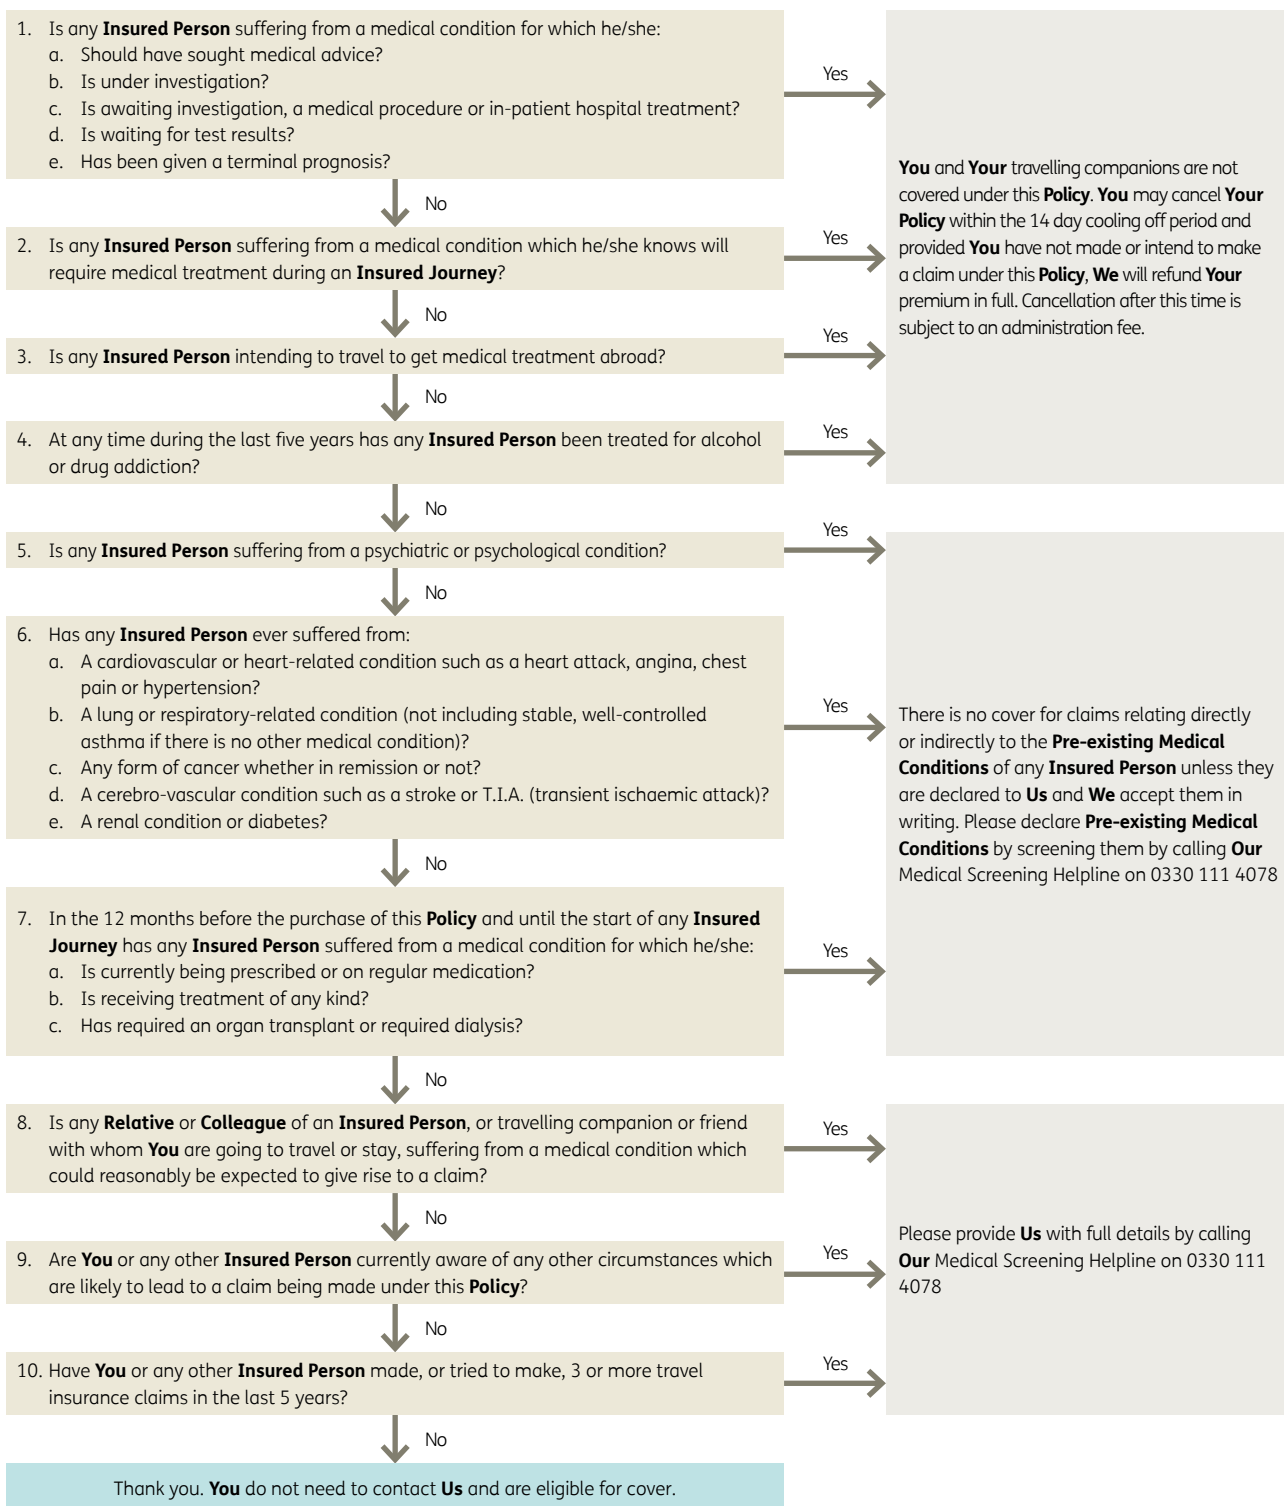 1. Is any Insured Person suffering from a medical condition for which he/she:
a. Should have sought medical advice?
b. Is under investigation?
c. Is awaiting investigation, a medical procedure or in-patient hospital treatment?
d. Is waiting for test results?
e. Has been given a terminal prognosis?
Yes
No
2. Is any Insured Person suffering from a medical condition which he/she knows will
require medical treatment during an Insured Journey?
Yes
No
3. Is any Insured Person intending to travel to get medical treatment abroad?
Yes
No
4. At any time during the last five years has any Insured Person been treated for alcohol
or drug addiction?
Yes
You and Your travelling companions are not
covered under this Policy. You may cancel Your
Policy within the 14 day cooling off period and
provided You have not made or intend to make
a claim under this Policy, We will refund Your
premium in full. Cancellation after this time is
subject to an administration fee.
No
5. Is any Insured Person suffering from a psychiatric or psychological condition?
Yes
No
6. Has any Insured Person ever suffered from:
a. A cardiovascular or heart-related condition such as a heart attack, angina, chest
pain or hypertension?
b. A lung or respiratory-related condition (not including stable, well-controlled
asthma if there is no other medical condition)?
c. Any form of cancer whether in remission or not?
d. A cerebro-vascular condition such as a stroke or T.I.A. (transient ischaemic attack)?
e. A renal condition or diabetes?
Yes
No
7. In the 12 months before the purchase of this Policy and until the start of any Insured
Journey has any Insured Person suffered from a medical condition for which he/she:
a. Is currently being prescribed or on regular medication?
b. Is receiving treatment of any kind?
c. Has required an organ transplant or required dialysis?
Yes
There is no cover for claims relating directly
or indirectly to the Pre-existing Medical
Conditions of any Insured Person unless they
are declared to Us and We accept them in
writing. Please declare Pre-existing Medical
Conditions by screening them by calling Our
Medical Screening Helpline on 0330 111 4078
No
8. Is any Relative or Colleague of an Insured Person, or travelling companion or friend
with whom You are going to travel or stay, suffering from a medical condition which
could reasonably be expected to give rise to a claim?
Yes
No
9. Are You or any other Insured Person currently aware of any other circumstances which
are likely to lead to a claim being made under this Policy?
Yes
No
10. Have You or any other Insured Person made, or tried to make, 3 or more travel
insurance claims in the last 5 years?
Yes
Please provide Us with full details by calling
Our Medical Screening Helpline on 0330 111
4078
No
Thank you. You do not need to contact Us and are eligible for cover.